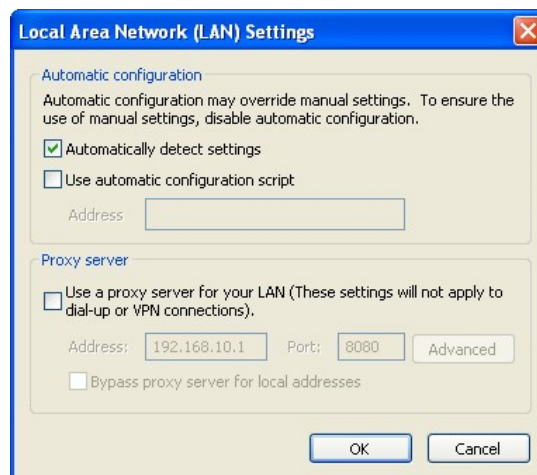 Local Area Network (LAN) Settings
Automatic configuration
Automatic configuration may override manual settings. To ensure the
use of manual settings, disable automatic configuration.
Automatically detect settings
Use automatic configuration script
Address
Proxy server
Use a proxy server for your LAN (These settings will not apply to
dial-up or VPN connections).
Address: 192.168.10.1 Port: 8080 Advanced
Bypass proxy server for local addresses
OK Cancel